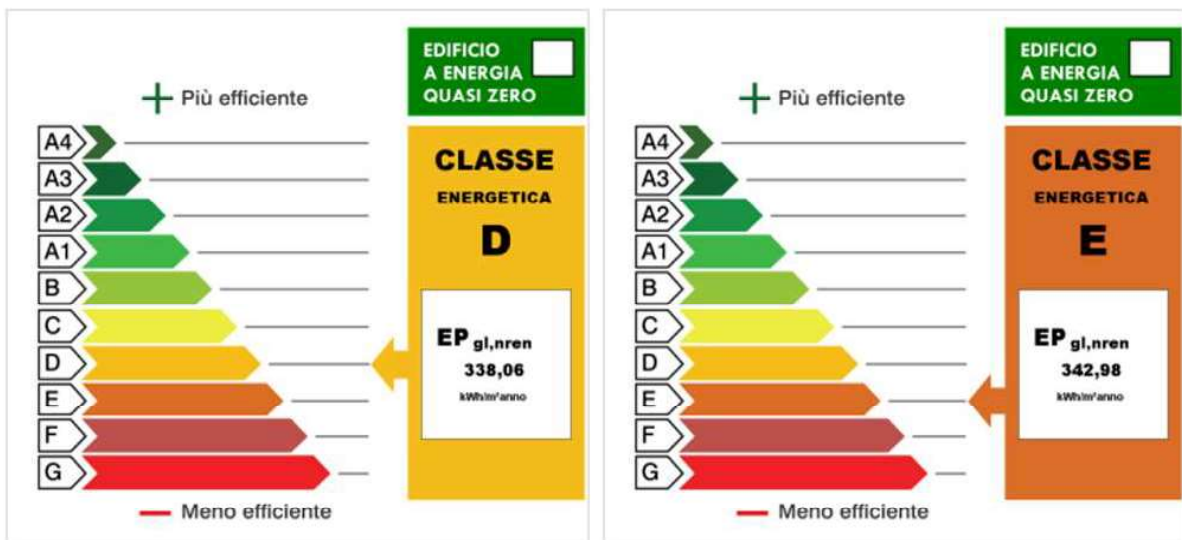 EDIFICIO
A ENERGIA
QUASI ZERO
Più efficiente
A4
A3
A2
A1
B
C
D
E
F
G
Meno efficiente
CLASSE
ENERGETICA
D
EP gl,nren
338,06
kWh/m²anno
EDIFICIO
A ENERGIA
QUASI ZERO
Più efficiente
A4
A3
A2
A1
B
C
D
E
F
G
Meno efficiente
CLASSE
ENERGETICA
E
EP gl,nren
342,98
kWh/m²anno